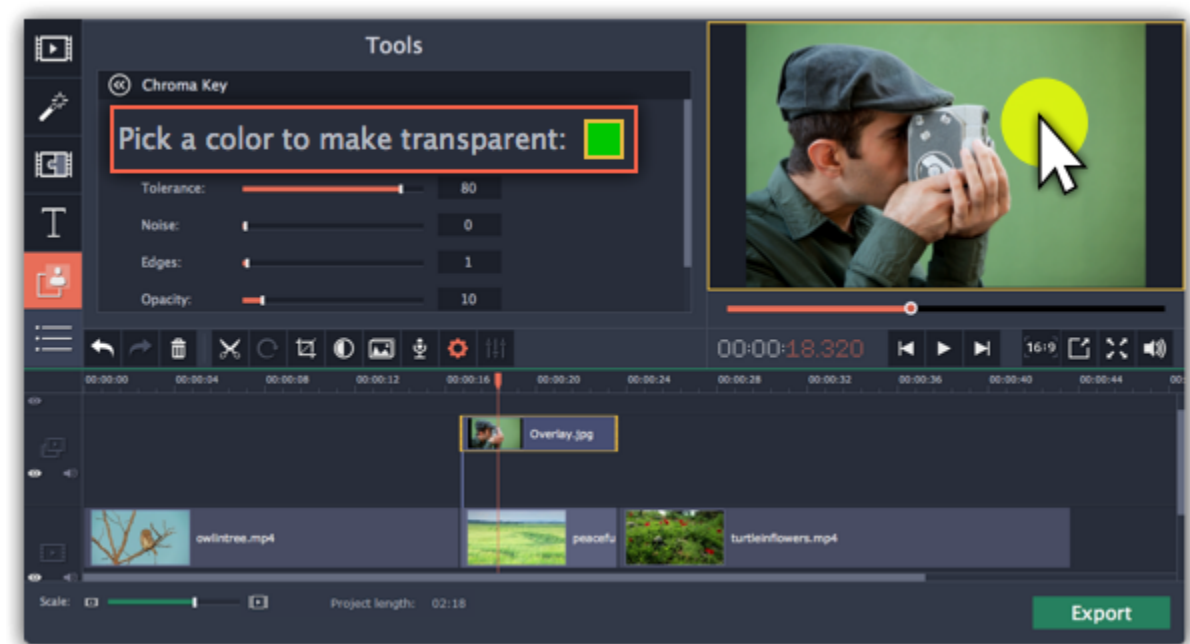 Tools
Chroma Key
Pick a color to make transparent:
Tolerance: 80
Noise: 0
Edges: 1
Opacity: 10
T
00:00:18.320
16:9
00:00:00 00:00:04 00:00:08 00:00:12 00:00:16 00:00:20 00:00:24 00:00:28 00:00:32 00:00:36 00:00:40 00:00:44 00:
Overlay.jpg
owlintree.mp4 peacefu turtleinflowers.mp4
Scale: Project length: 02:18
Export